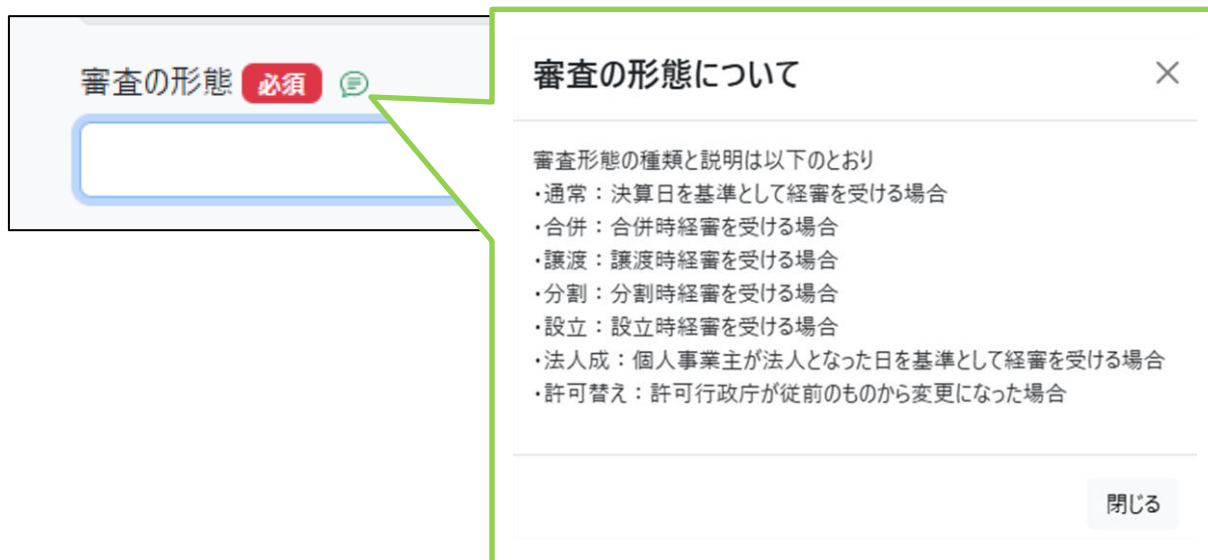 審査の形態 必須
審査の形態について
審査形態の種類と説明は以下のとおり
・通常：決算日を基準として経審を受ける場合
・合併：合併時経審を受ける場合
・譲渡：譲渡時経審を受ける場合
・分割：分割時経審を受ける場合
・設立：設立時経審を受ける場合
・法人成：個人事業主が法人となった日を基準として経審を受ける場合
・許可替え：許可行政庁が従前のものから変更になった場合
閉じる